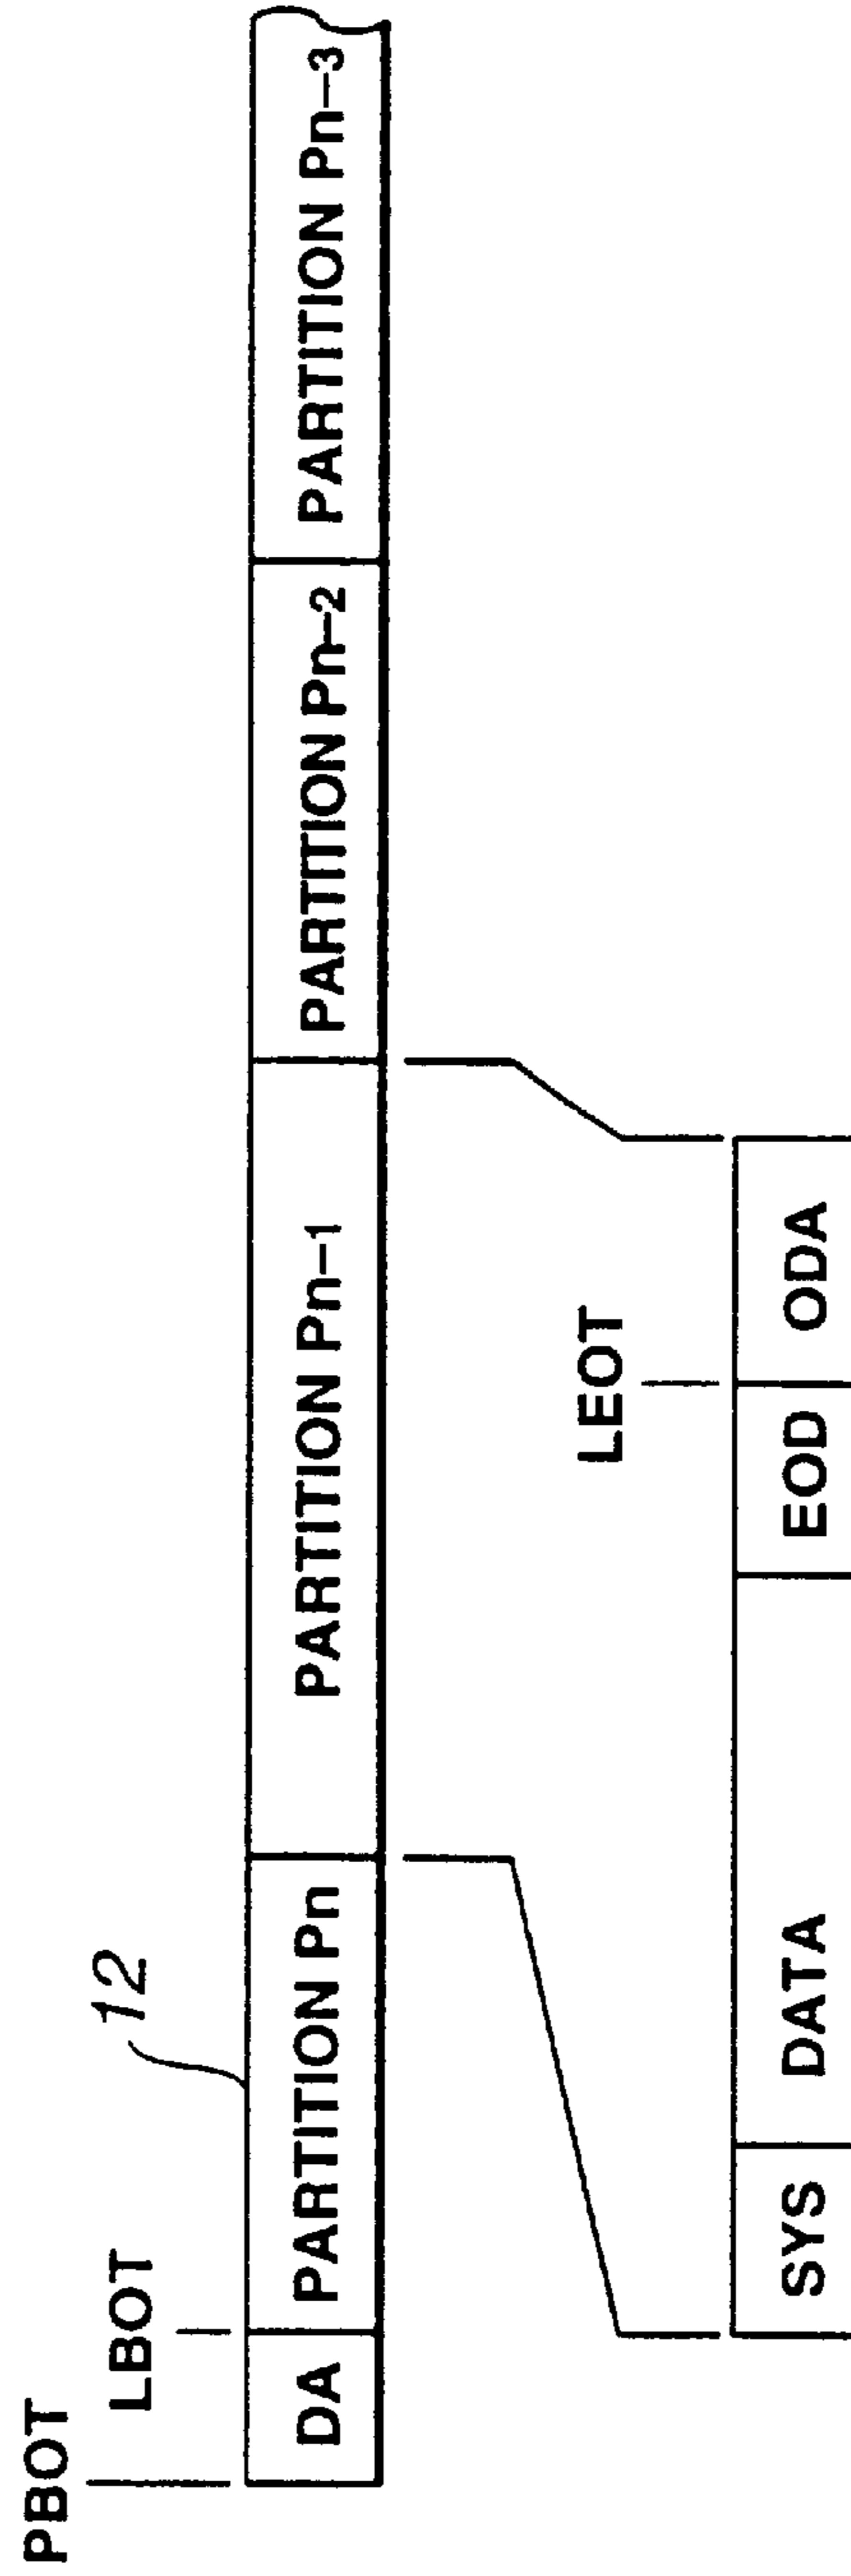 PBOT
LBOT
12
DA
PARTITION Pn
PARTITION Pn-1
PARTITION Pn-2
PARTITION Pn-3
LEOT
SYS
DATA
EOD
ODA